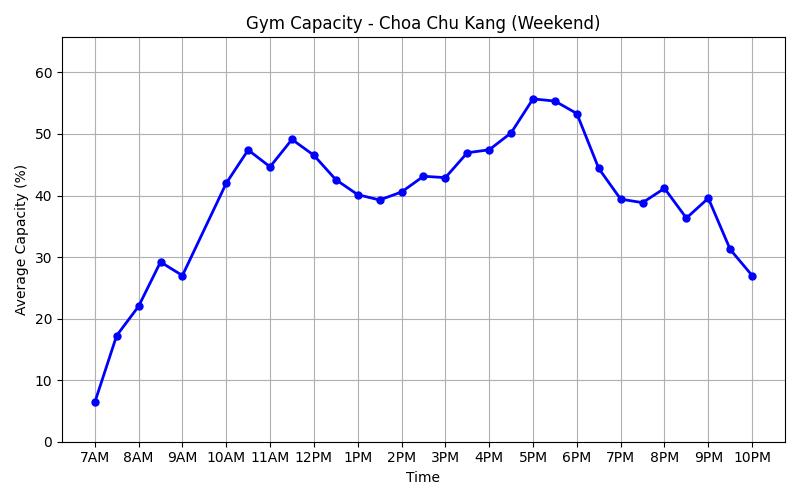 Gym Capacity - Choa Chu Kang (Weekend)
Average Capacity (%)
60
50
40
30
20
10
0
7AM 8AM 9AM 10AM 11AM 12PM 1PM 2PM 3PM 4PM 5PM 6PM 7PM 8PM 9PM 10PM
Time